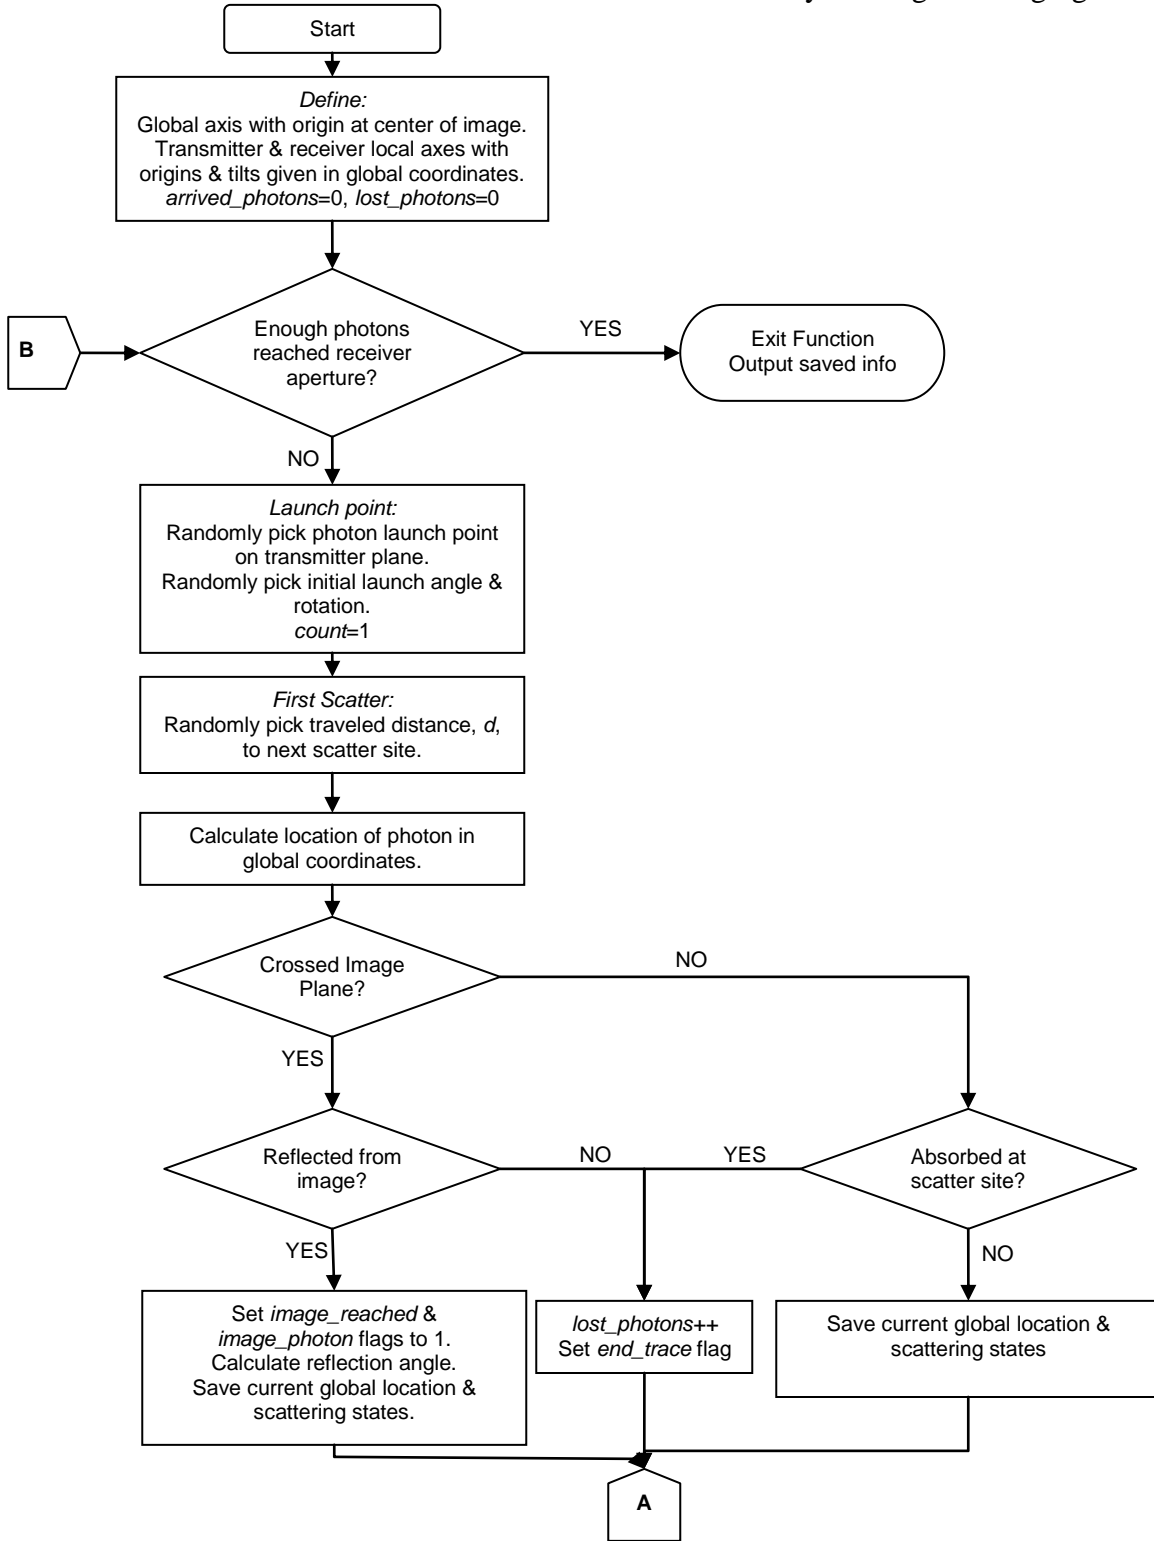 Start
Define:
Global axis with origin at center of image.
Transmitter & receiver local axes with
origins & tilts given in global coordinates.
arrived_photons=0, lost_photons=0
B
Enough photons
reached receiver
aperture?
YES
Exit Function
Output saved info
NO
Launch point:
Randomly pick photon launch point
on transmitter plane.
Randomly pick initial launch angle &
rotation.
count=1
First Scatter:
Randomly pick traveled distance, d,
to next scatter site.
Calculate location of photon in
global coordinates.
Crossed Image
Plane?
NO
YES
Reflected from
image?
NO
YES
Absorbed at
scatter site?
YES
NO
Set image_reached &
image_photon flags to 1.
Calculate reflection angle.
Save current global location &
scattering states.
lost_photons++
Set end_trace flag
Save current global location &
scattering states
A